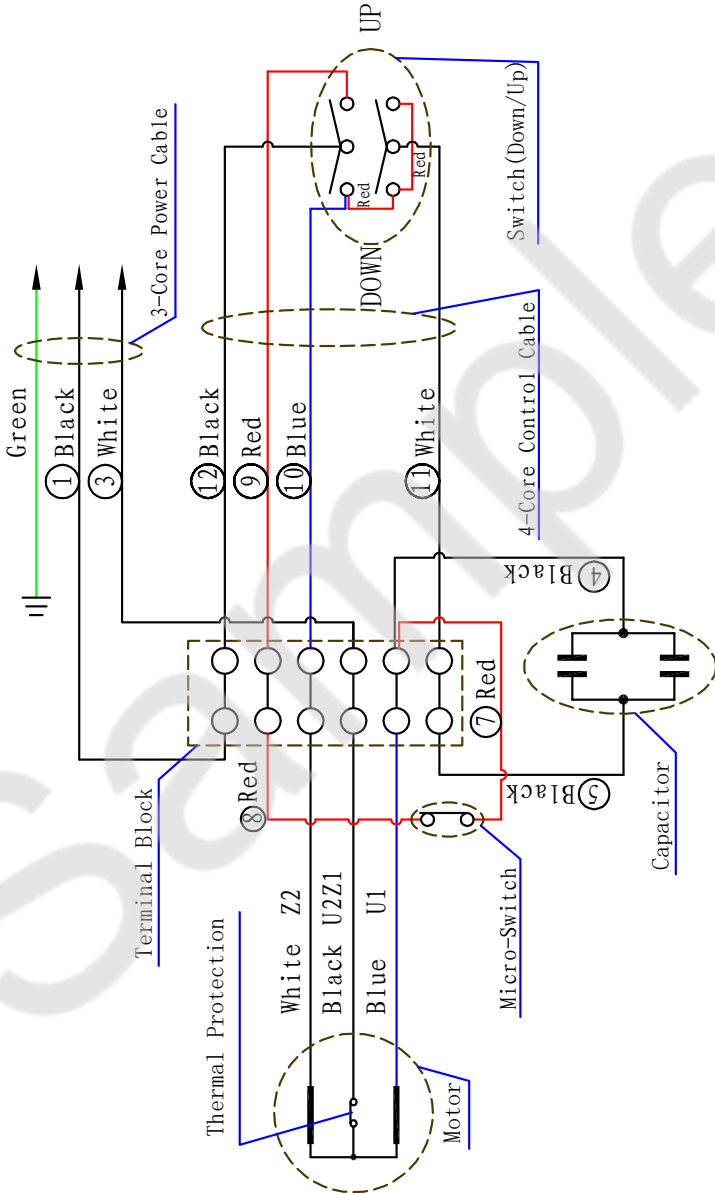 Green
① Black
③ White
3-Core Power Cable
⑫ Black
⑨ Red
⑩ Blue
⑪ White
4-Core Control Cable
UP
DOWN
Red
Red
Switch(Down/Up)
Terminal Block
⑧ Red
⑦ Red
Black ④
Black ⑤
Capacitor
Micro-Switch
Thermal Protection
White Z2
Black U2Z1
Blue U1
Motor
Sample